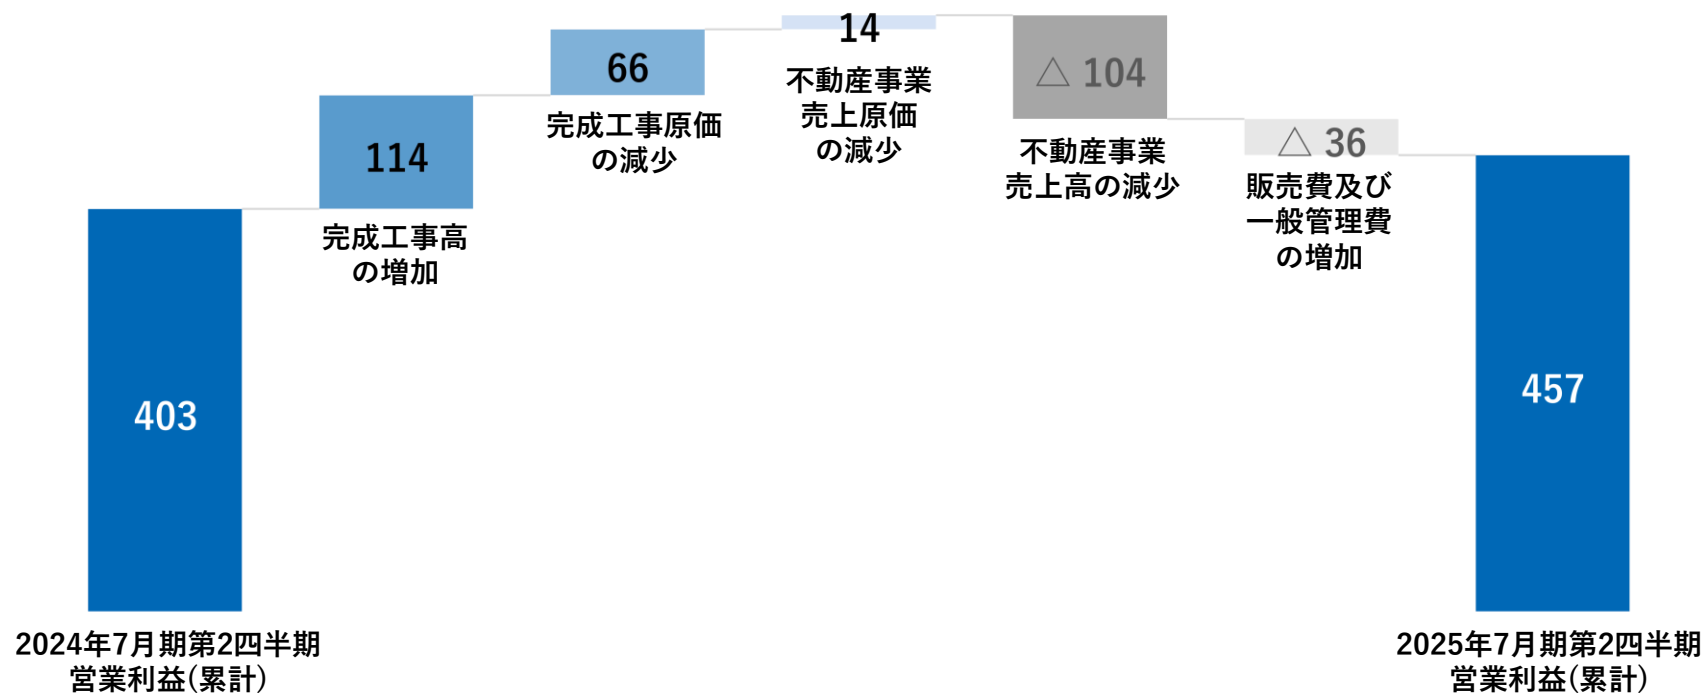 403
2024年7月期第2四半期
営業利益(累計)
114
完成工事高
の増加
66
完成工事原価
の減少
14
不動産事業
売上原価
の減少
△ 104
不動産事業
売上高の減少
△ 36
販売費及び
一般管理費
の増加
457
2025年7月期第2四半期
営業利益(累計)